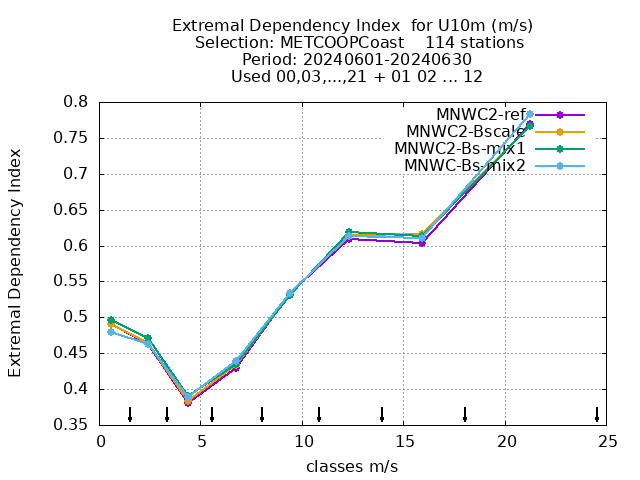 Extremal Dependency Index  for U10m (m/s)
Selection: METCOOPCoast    114 stations
Period: 20240601-20240630
Used 00,03,...,21 + 01 02 ... 12
MNWC2-ref
MNWC2-Bscale
MNWC2-Bs-mix1
MNWC-Bs-mix2
Extremal Dependency Index
0.8
0.75
0.7
0.65
0.6
0.55
0.5
0.45
0.4
0.35
0 5 10 15 20 25
classes m/s